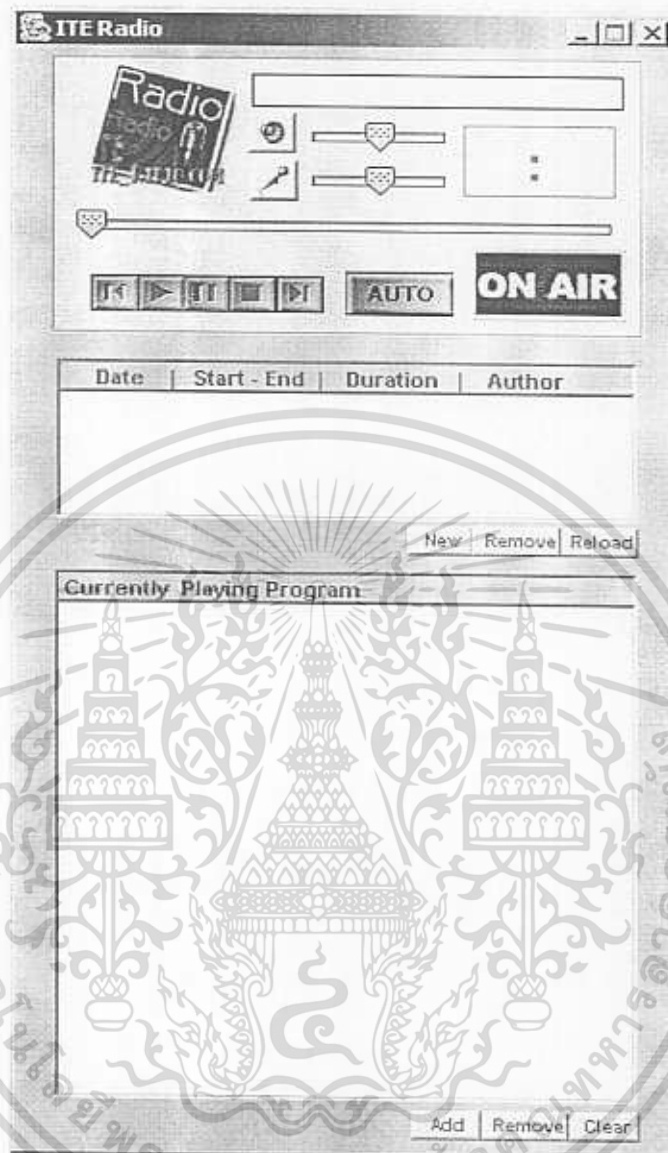 ITE Radio
Radio
Radio
AUTO
ON AIR
Date | Start - End | Duration | Author
New Remove Reload
Currently Playing Program
Add Remove Clear